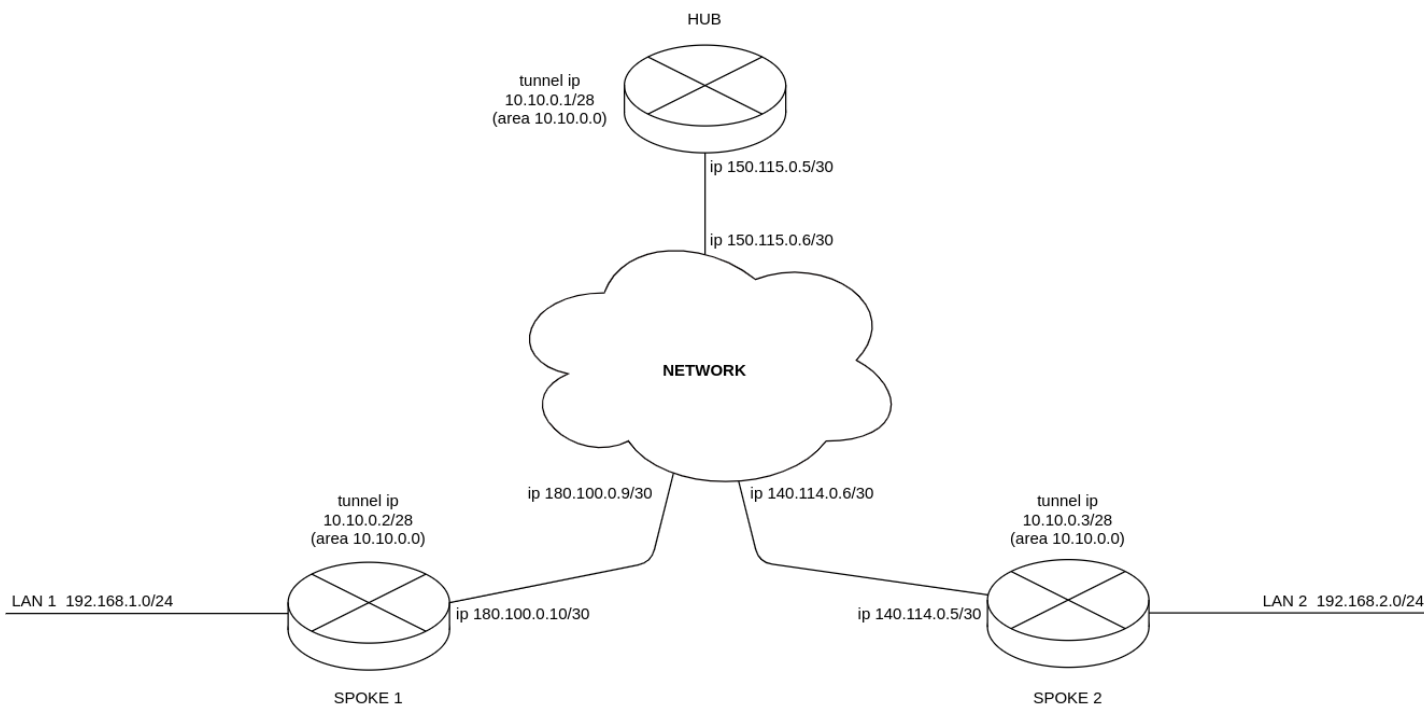 HUB
tunnel ip
10.10.0.1/28
(area 10.10.0.0)
ip 150.115.0.5/30
ip 150.115.0.6/30
NETWORK
ip 180.100.0.9/30
ip 140.114.0.6/30
tunnel ip
10.10.0.2/28
(area 10.10.0.0)
tunnel ip
10.10.0.3/28
(area 10.10.0.0)
LAN 1 192.168.1.0/24
ip 180.100.0.10/30
ip 140.114.0.5/30
LAN 2 192.168.2.0/24
SPOKE 1
SPOKE 2